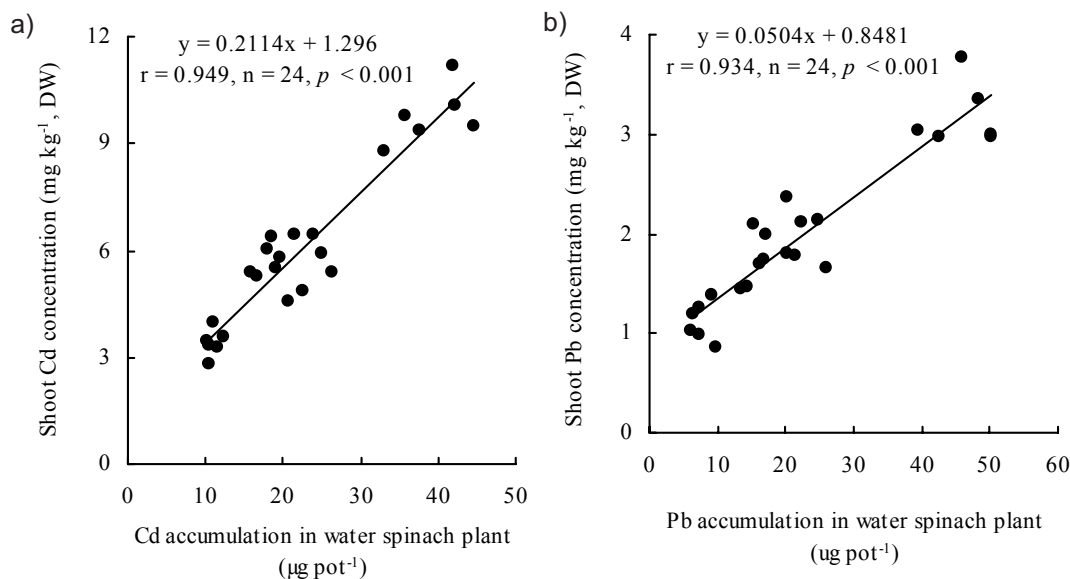 a)
y = 0.2114x + 1.296
r = 0.949, n = 24, p < 0.001
Shoot Cd concentration (mg kg⁻¹, DW)
12
9
6
3
0
0 10 20 30 40 50
Cd accumulation in water spinach plant
(μg pot⁻¹)
b)
y = 0.0504x + 0.8481
r = 0.934, n = 24, p < 0.001
Shoot Pb concentration (mg kg⁻¹, DW)
4
3
2
1
0
0 10 20 30 40 50 60
Pb accumulation in water spinach plant
(ug pot⁻¹)